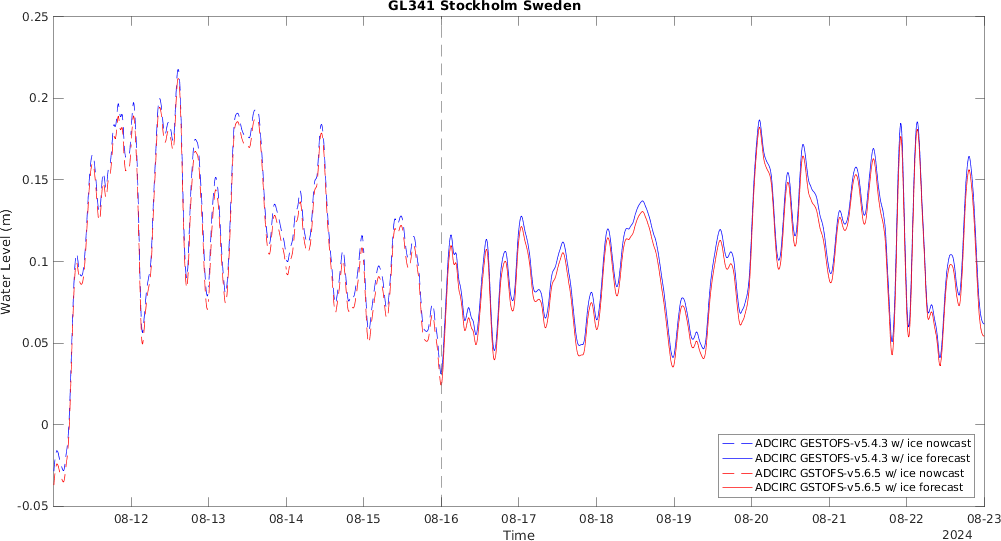 GL341 Stockholm Sweden
0.25
0.2
0.15
0.1
0.05
0
-0.05
Water Level (m)
ADCIRC GESTOFS-v5.4.3 w/ ice nowcast
ADCIRC GESTOFS-v5.4.3 w/ ice forecast
ADCIRC GSTOFS-v5.6.5 w/ ice nowcast
ADCIRC GSTOFS-v5.6.5 w/ ice forecast
08-12 08-13 08-14 08-15 08-16 08-17 08-18 08-19 08-20 08-21 08-22 08-23
Time
2024